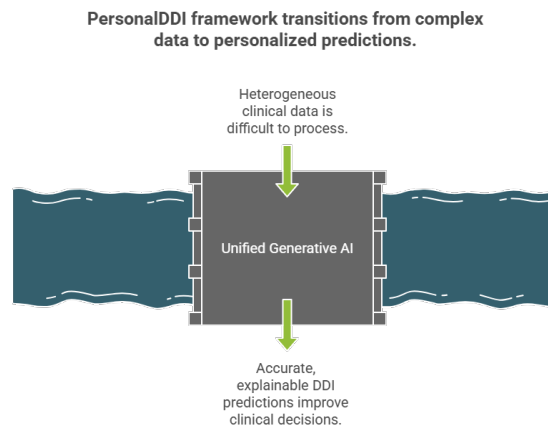 PersonalDDI framework transitions from complex
data to personalized predictions.
Heterogeneous
clinical data is
difficult to process.
Unified Generative AI
Accurate,
explainable DDI
predictions improve
clinical decisions.